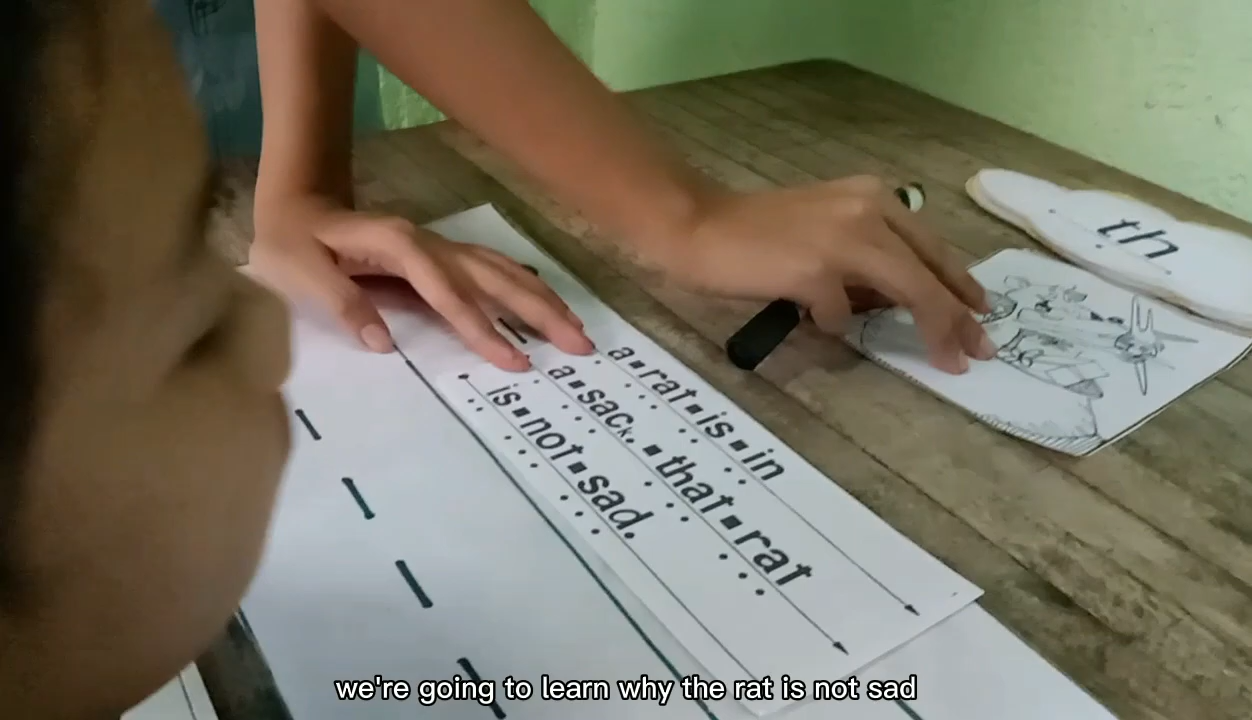 th
a▪rat▪is▪in
a▪sack.▪that▪rat
is▪not▪sad.
we're going to learn why the rat is not sad